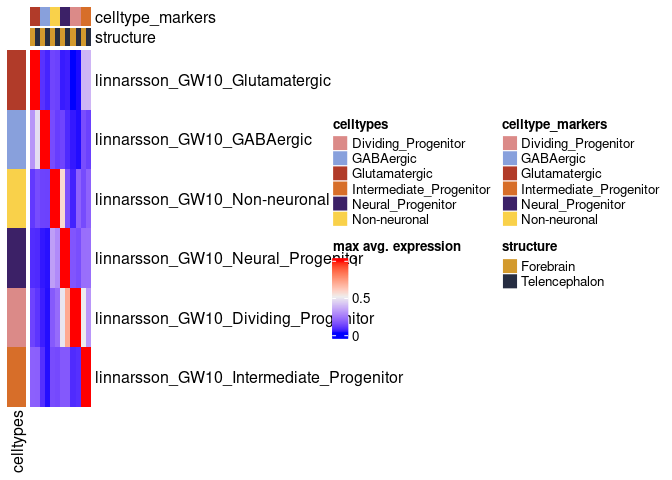 celltype_markers
structure
linnarsson_GW10_Glutamatergic
linnarsson_GW10_GABAergic
linnarsson_GW10_Non-neuronal
linnarsson_GW10_Neural_Progenitor
linnarsson_GW10_Dividing_Progenitor
linnarsson_GW10_Intermediate_Progenitor
celltypes
celltypes
Dividing_Progenitor
GABAergic
Glutamatergic
Intermediate_Progenitor
Neural_Progenitor
Non-neuronal
max avg. expression
0.5
0
celltype_markers
Dividing_Progenitor
GABAergic
Glutamatergic
Intermediate_Progenitor
Neural_Progenitor
Non-neuronal
structure
Forebrain
Telencephalon